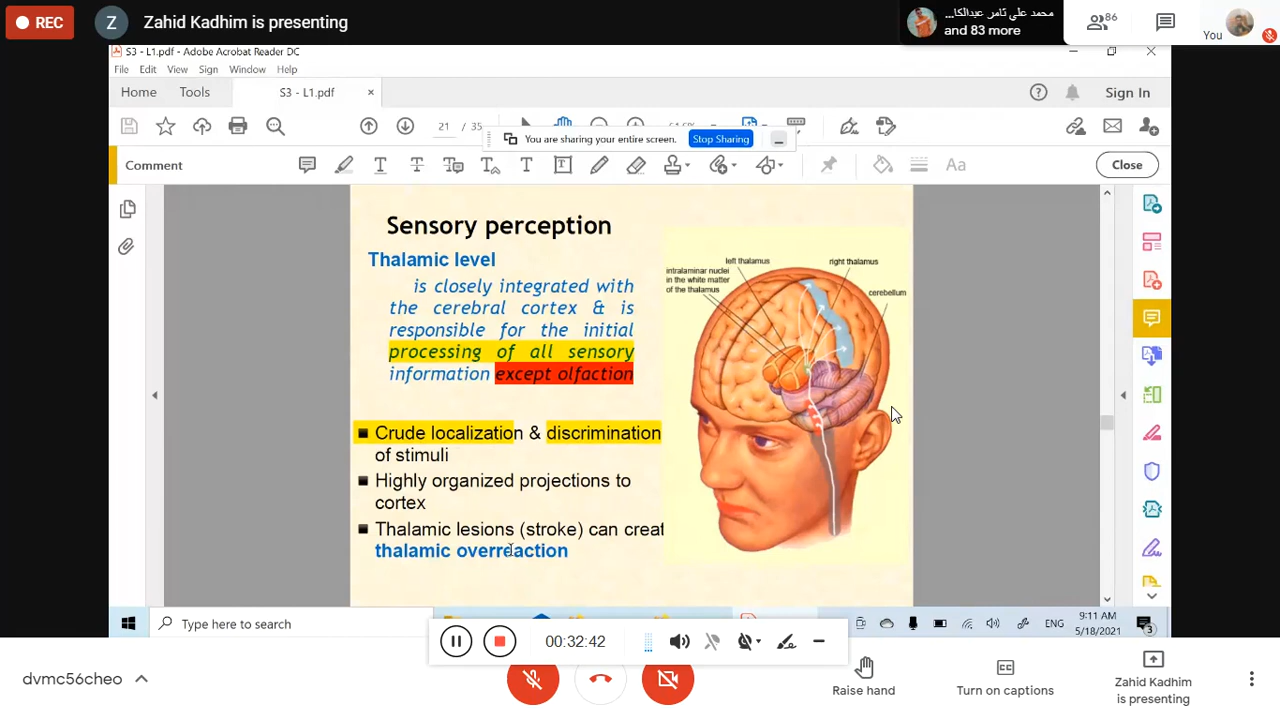 REC
Z
Zahid Kadhim is presenting
محمد علي ثامر عبدالكا...
and 83 more
86
You
S3 - L1.pdf - Adobe Acrobat Reader DC
File Edit View Sign Window Help
Home Tools S3 - L1.pdf × Sign In
21 / 35
You are sharing your entire screen. Stop Sharing
Comment
Aa
Close
Sensory perception
Thalamic level
is closely integrated with
the cerebral cortex & is
responsible for the initial
processing of all sensory
information except olfaction
Crude localization & discrimination
of stimuli
Highly organized projections to
cortex
Thalamic lesions (stroke) can creat
thalamic overreaction
left thalamus
right thalamus
intralaminar nuclei
in the white matter
of the thalamus
cerebellum
Type here to search
ENG
9:11 AM
5/18/2021
3
00:32:42
dvmc56cheo
Raise hand
Turn on captions
Zahid Kadhim
is presenting